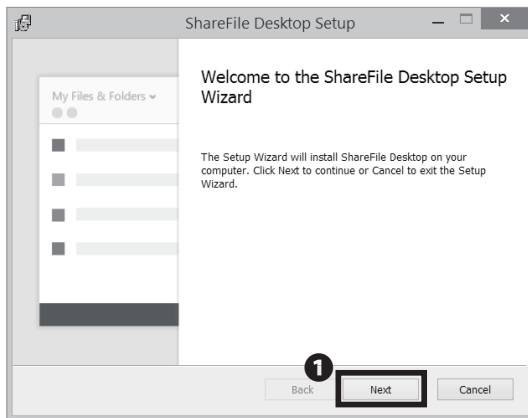 ShareFile Desktop Setup
My Files & Folders
Welcome to the ShareFile Desktop Setup
Wizard
The Setup Wizard will install ShareFile Desktop on your
computer. Click Next to continue or Cancel to exit the Setup
Wizard.
1
Back Next Cancel